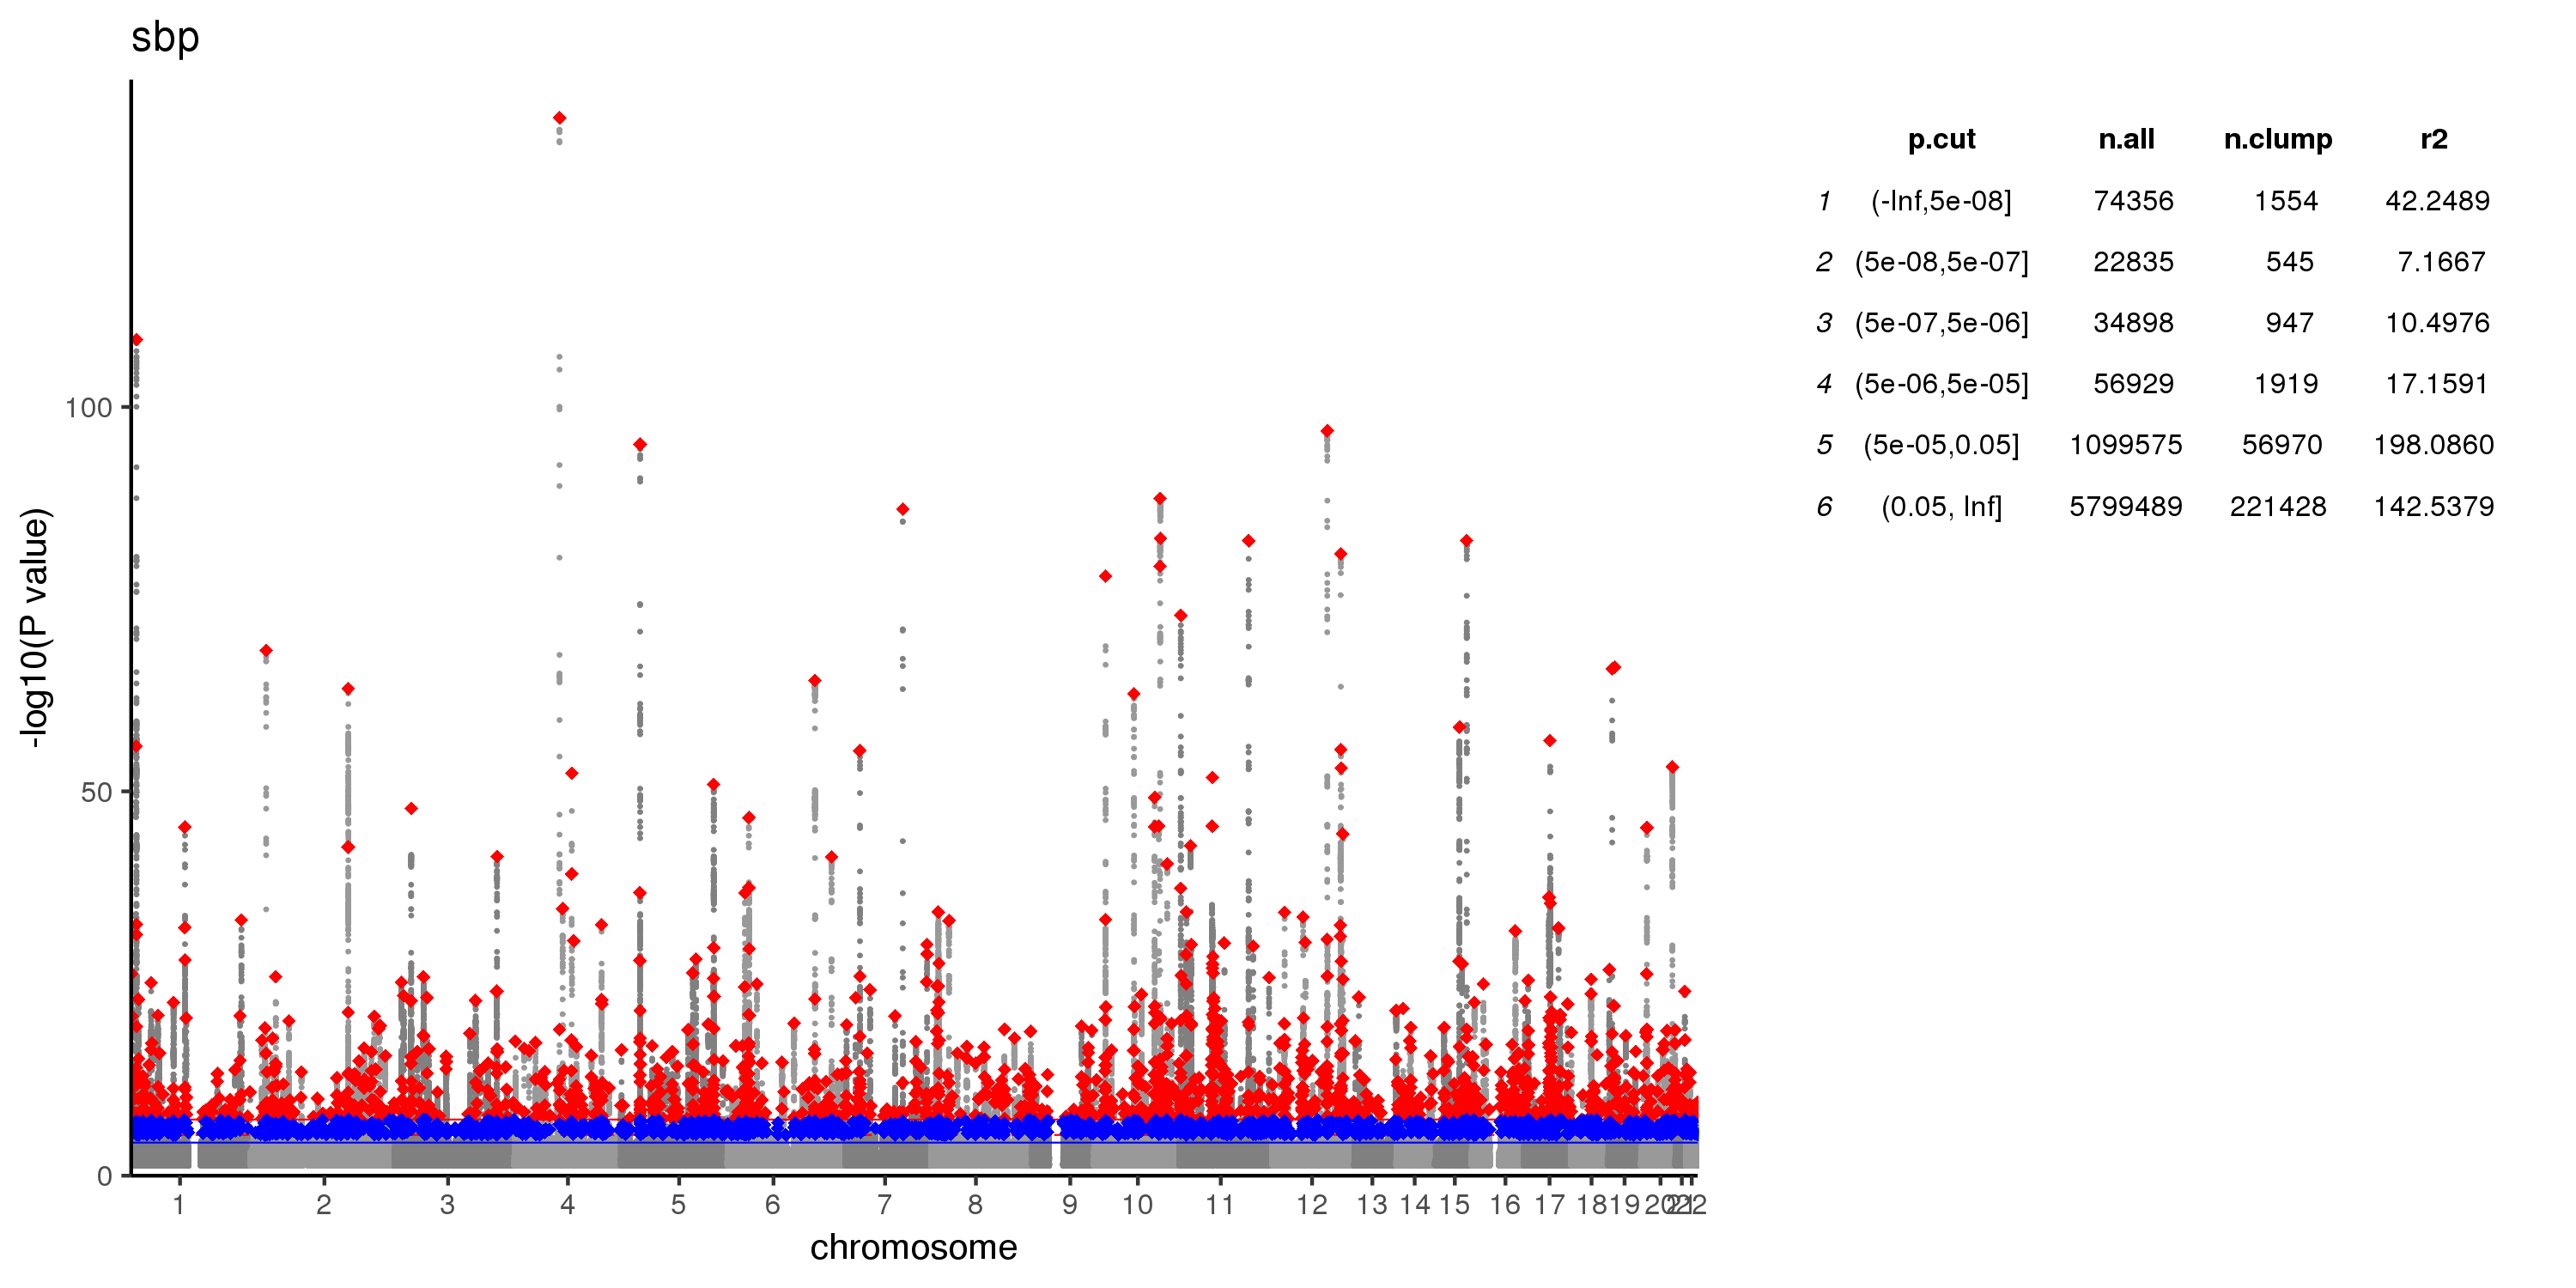 sbp
-log10(P value)
100
50
0
1 2 3 4 5 6 7 8 9 10 11 12 13 14 15 16 17 18 19 20 21 22
chromosome
p.cut n.all n.clump r2
1 (-Inf,5e-08] 74356 1554 42.2489
2 (5e-08,5e-07] 22835 545 7.1667
3 (5e-07,5e-06] 34898 947 10.4976
4 (5e-06,5e-05] 56929 1919 17.1591
5 (5e-05,0.05] 1099575 56970 198.0860
6 (0.05, Inf] 5799489 221428 142.5379